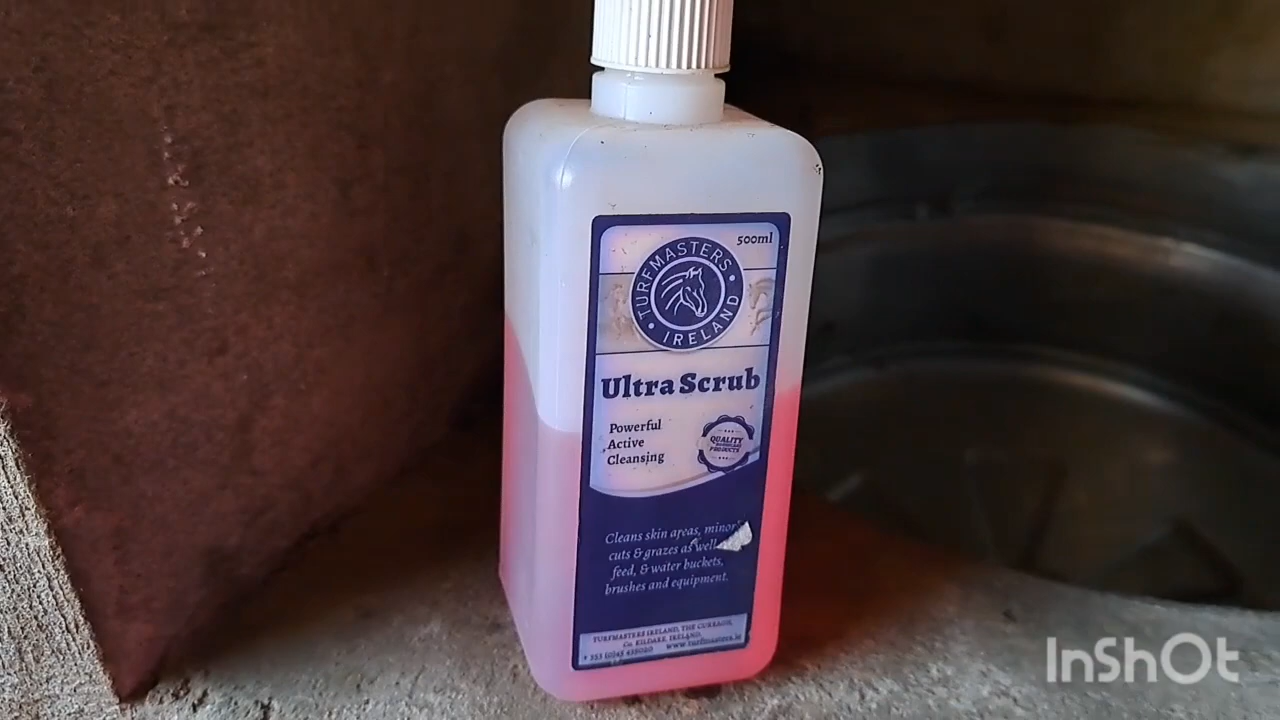 500ml
TURFMASTERS
IRELAND
Ultra Scrub
Powerful
Active
Cleansing
QUALITY
PRODUCTS
Cleans skin areas, minor
cuts & grazes as well
feed, & water buckets,
brushes and equipment.
TURFMASTERS IRELAND, THE CURRAGH,
Co. KILDARE, IRELAND.
www.turfmasters.ie
InShOt